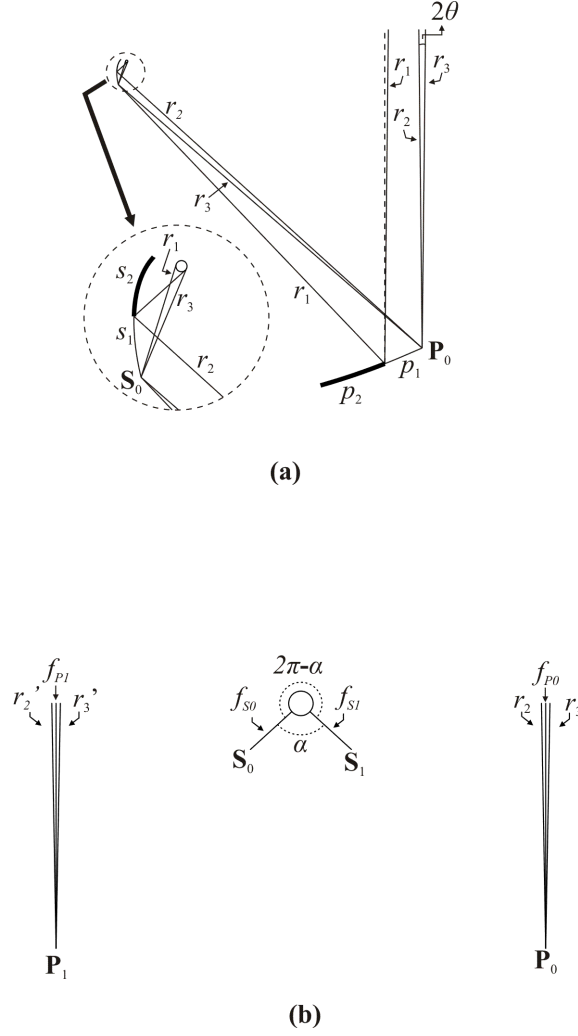 2θ
r1
r3
r2
r2
r3
r1
r1
s2
r3
s1
r2
S0
P0
p1
p2
(a)
fP1
r2’
r3’
2π-α
fS0
fS1
α
S0
S1
fP0
r2
r3
P1
P0
(b)